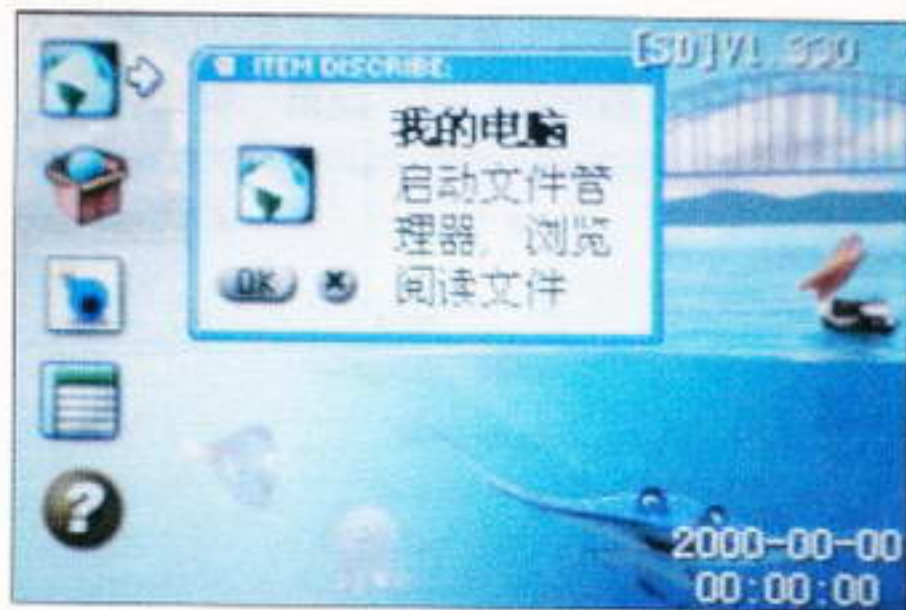 [SD]V1.330
ITEM DISCRIBE:
我的电脑
启动文件管
理器，浏览
阅读文件
OK
2000-00-00
00:00:00